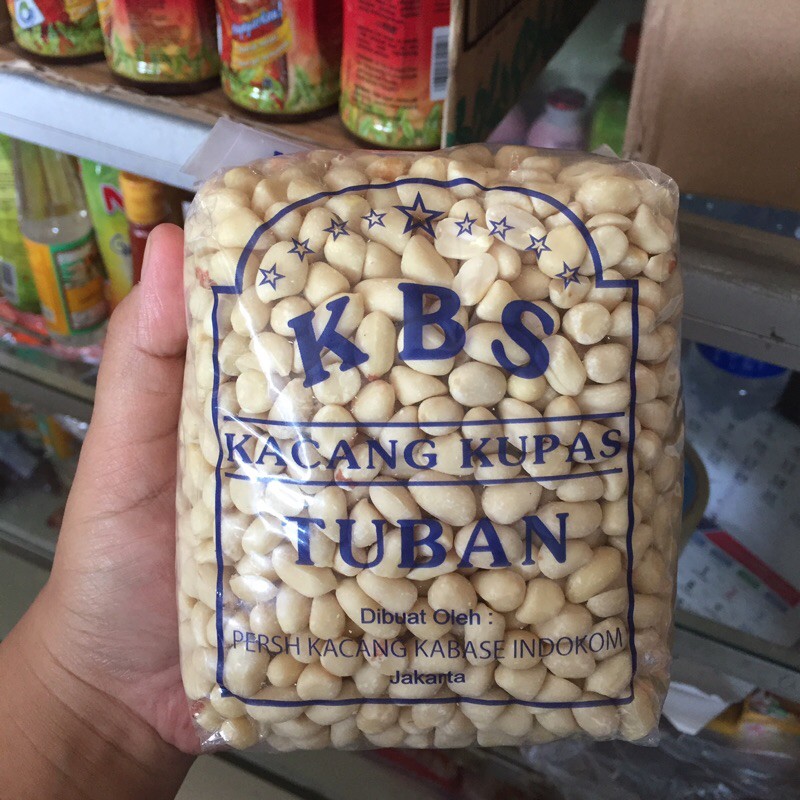 KBS
KACANG KUPAS
TUBAN
Dibuat Oleh :
PERSH KACANG KABASE INDOKOM
Jakarta